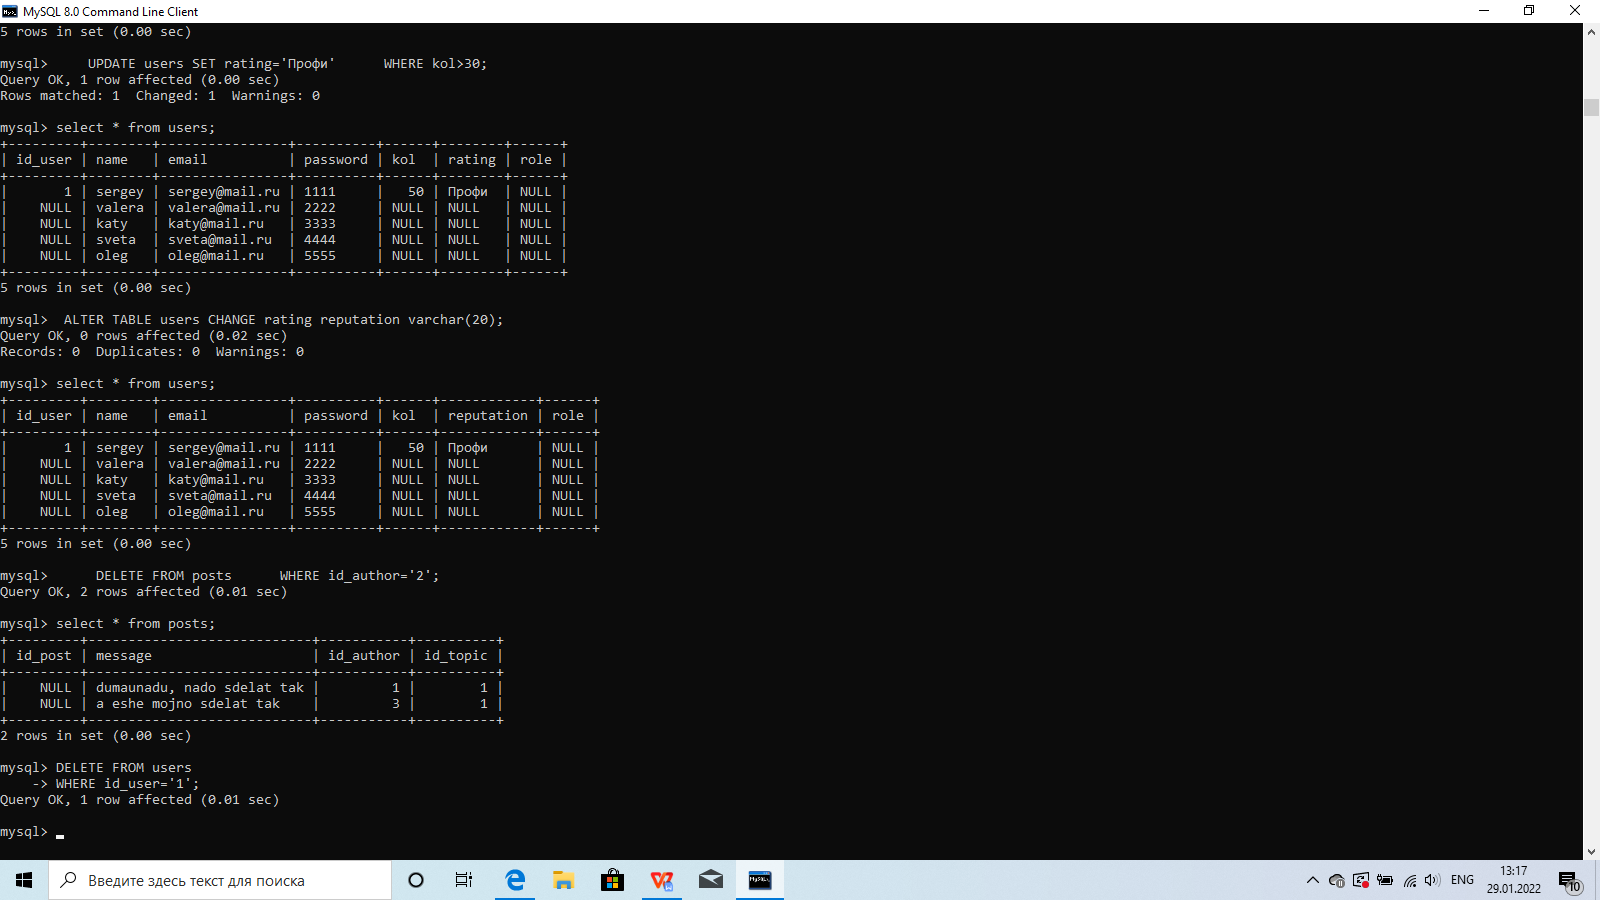 MySQL 8.0 Command Line Client
5 rows in set (0.00 sec)
mysql>     UPDATE users SET rating='Профи'      WHERE kol>30;
Query OK, 1 row affected (0.00 sec)
Rows matched: 1  Changed: 1  Warnings: 0
mysql> select * from users;
+---------+--------+----------------+----------+------+--------+------+
| id_user | name   | email          | password | kol  | rating | role |
+---------+--------+----------------+----------+------+--------+------+
|       1 | sergey | sergey@mail.ru | 1111     |   50 | Профи  | NULL |
|    NULL | valera | valera@mail.ru | 2222     | NULL | NULL   | NULL |
|    NULL | katy   | katy@mail.ru   | 3333     | NULL | NULL   | NULL |
|    NULL | sveta  | sveta@mail.ru  | 4444     | NULL | NULL   | NULL |
|    NULL | oleg   | oleg@mail.ru   | 5555     | NULL | NULL   | NULL |
+---------+--------+----------------+----------+------+--------+------+
5 rows in set (0.00 sec)
mysql>  ALTER TABLE users CHANGE rating reputation varchar(20);
Query OK, 0 rows affected (0.02 sec)
Records: 0  Duplicates: 0  Warnings: 0
mysql> select * from users;
+---------+--------+----------------+----------+------+------------+------+
| id_user | name   | email          | password | kol  | reputation | role |
+---------+--------+----------------+----------+------+------------+------+
|       1 | sergey | sergey@mail.ru | 1111     |   50 | Профи      | NULL |
|    NULL | valera | valera@mail.ru | 2222     | NULL | NULL       | NULL |
|    NULL | katy   | katy@mail.ru   | 3333     | NULL | NULL       | NULL |
|    NULL | sveta  | sveta@mail.ru  | 4444     | NULL | NULL       | NULL |
|    NULL | oleg   | oleg@mail.ru   | 5555     | NULL | NULL       | NULL |
+---------+--------+----------------+----------+------+------------+------+
5 rows in set (0.00 sec)
mysql>      DELETE FROM posts      WHERE id_author='2';
Query OK, 2 rows affected (0.01 sec)
mysql> select * from posts;
+---------+----------------------------+-----------+----------+
| id_post | message                    | id_author | id_topic |
+---------+----------------------------+-----------+----------+
|    NULL | dumaunadu, nado sdelat tak |         1 |        1 |
|    NULL | a eshe mojno sdelat tak    |         3 |        1 |
+---------+----------------------------+-----------+----------+
2 rows in set (0.00 sec)
mysql> DELETE FROM users
    -> WHERE id_user='1';
Query OK, 1 row affected (0.01 sec)
mysql>
Введите здесь текст для поиска
ENG
13:17
29.01.2022
10